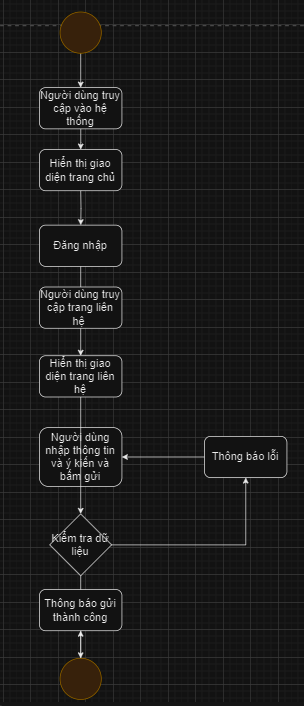 Người dùng truy
cập vào hệ
thống
Hiển thị giao
diện trang chủ
Đăng nhập
Người dùng truy
cập trang liên
hệ
Hiển thị giao
diện trang liên
hệ
Người dùng
nhập thông tin
và ý kiến và
bấm gửi
Thông báo lỗi
Kiểm tra dữ
liệu
Thông báo gửi
thành công